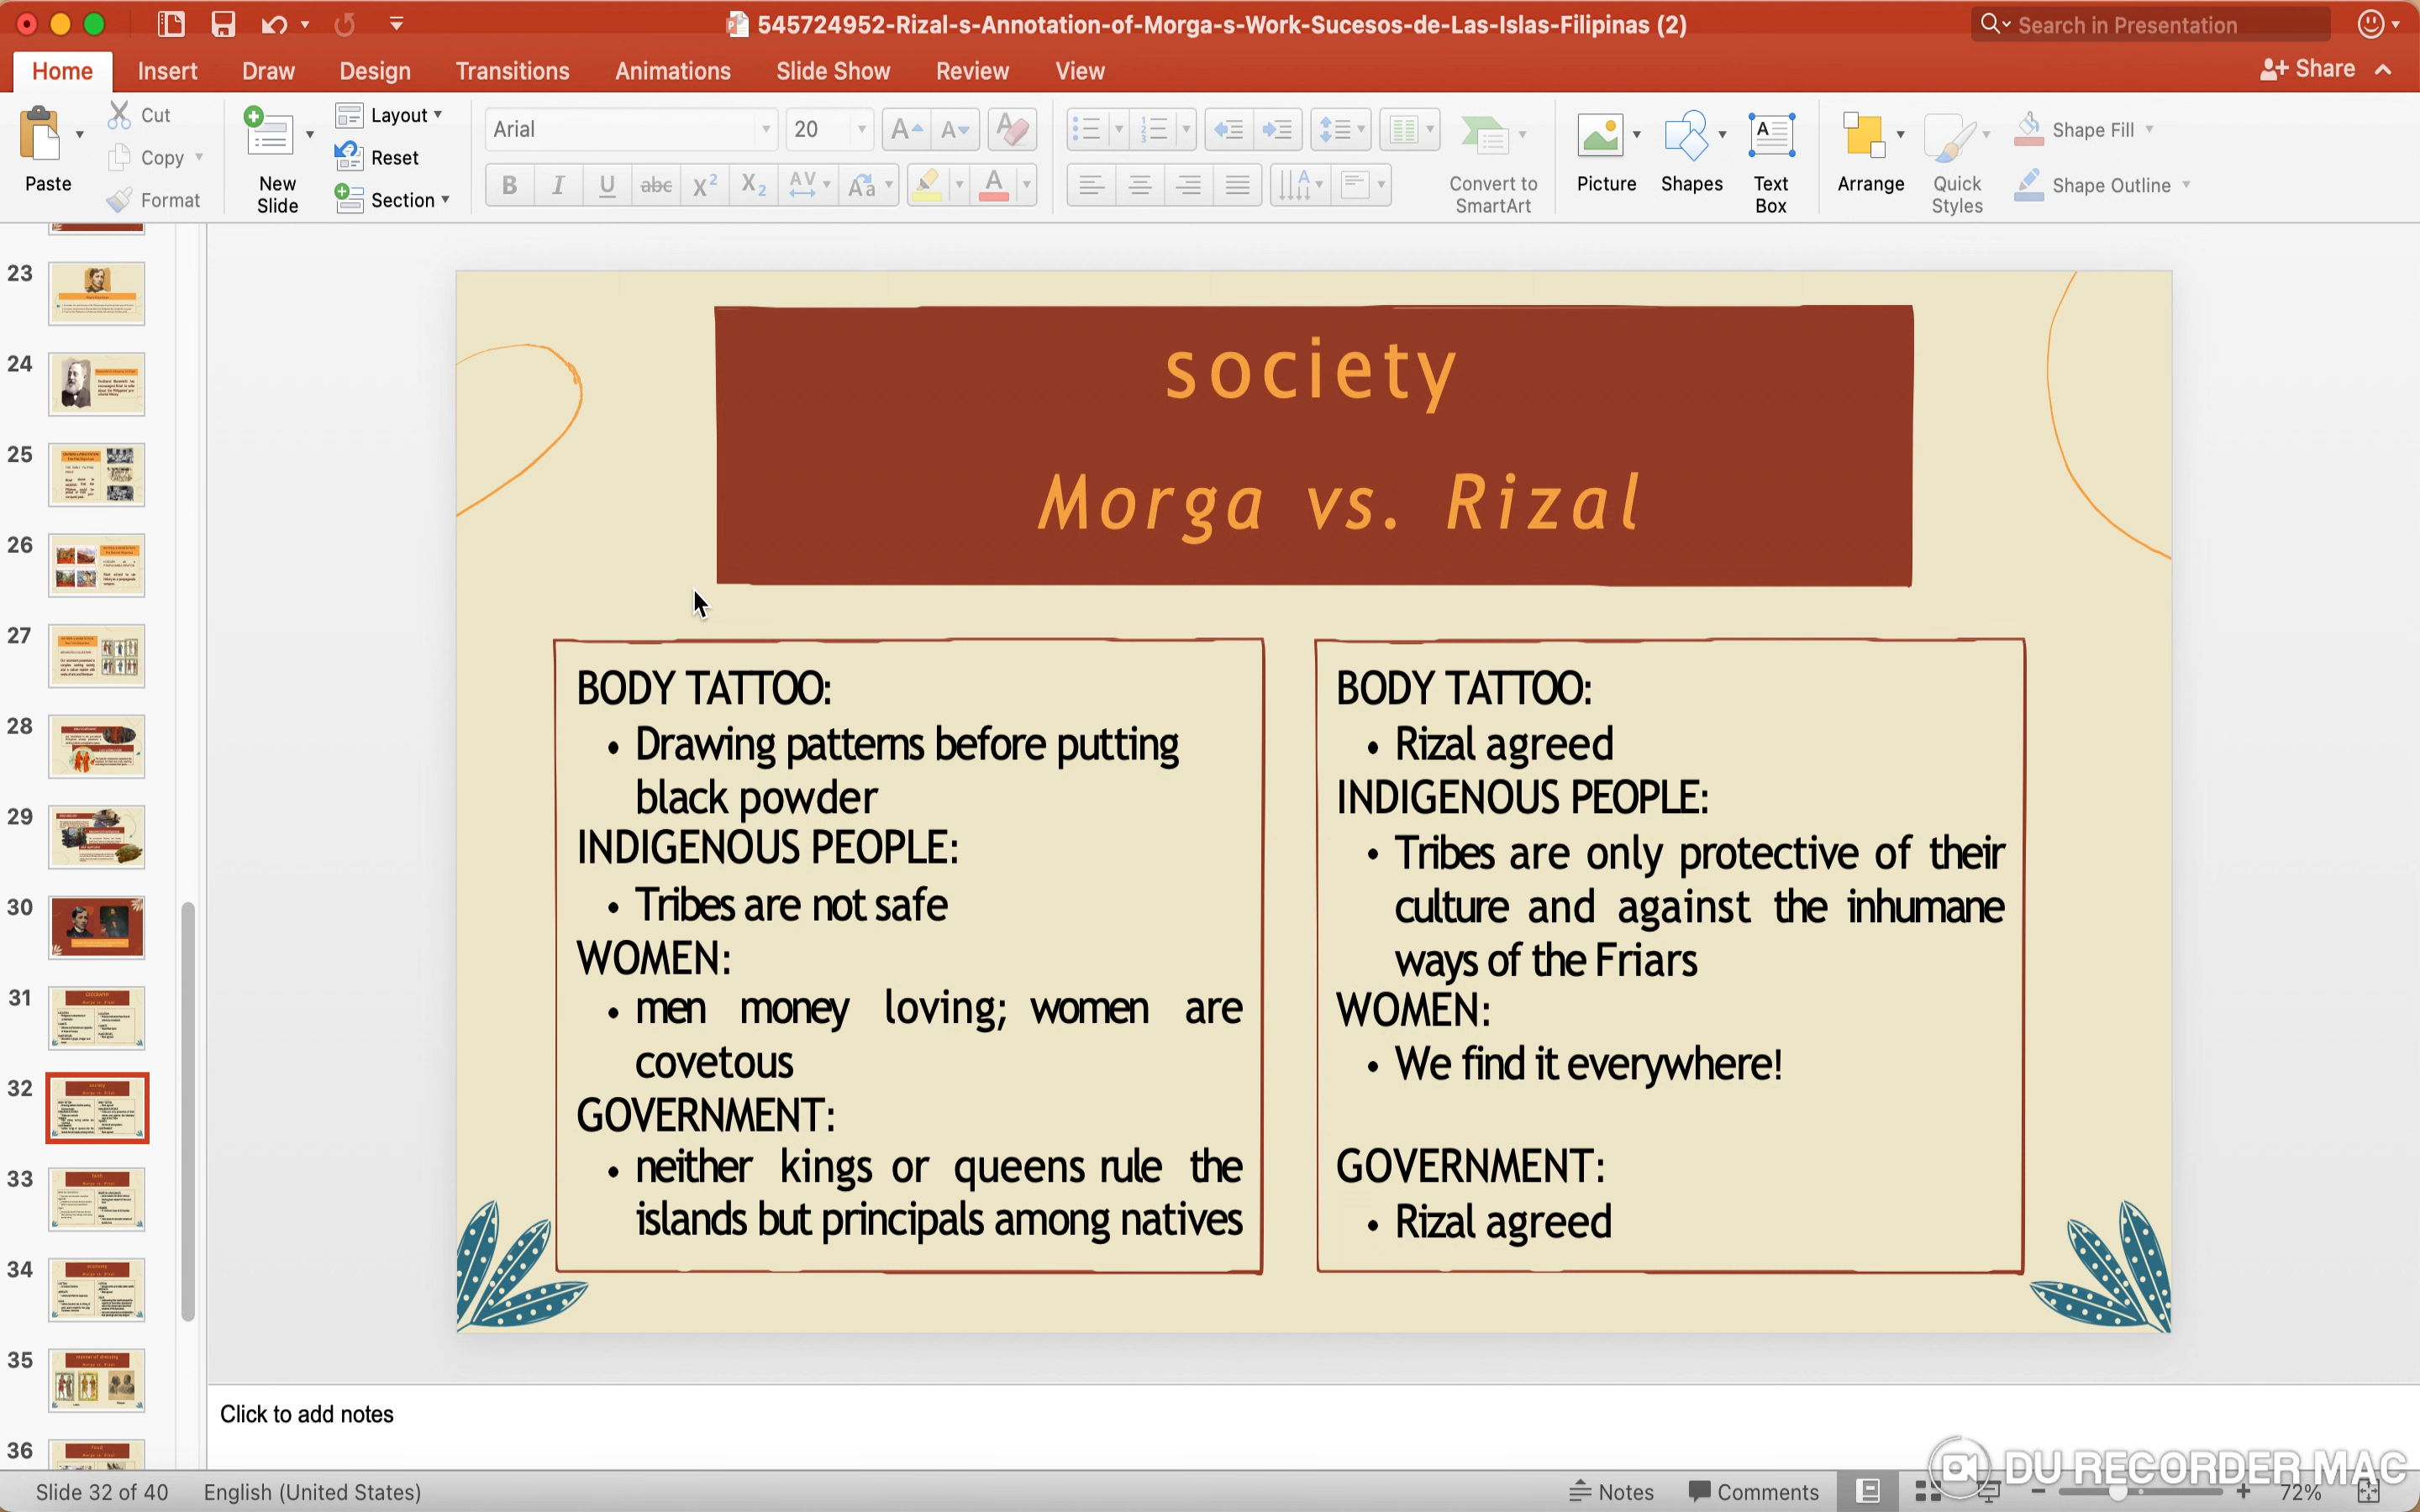 545724952-Rizal-s-Annotation-of-Morga-s-Work-Sucesos-de-Las-Islas-Filipinas (2)
Search in Presentation
Home Insert Draw Design Transitions Animations Slide Show Review View
Share
Paste
Cut
Copy
Format
New Slide
Layout
Reset
Section
Arial
20
B I U abc X² X₂ AV Aa A
Convert to SmartArt
Picture
Shapes
Text Box
Arrange
Quick Styles
Shape Fill
Shape Outline
23
24
25
26
27
28
29
30
31
32
33
34
35
36
society
Morga vs. Rizal
BODY TATTOO:
• Drawing patterns before putting
black powder
INDIGENOUS PEOPLE:
• Tribes are not safe
WOMEN:
• men money loving; women are
covetous
GOVERNMENT:
• neither kings or queens rule the
islands but principals among natives
BODY TATTOO:
• Rizal agreed
INDIGENOUS PEOPLE:
• Tribes are only protective of their
culture and against the inhumane
ways of the Friars
WOMEN:
• We find it everywhere!
GOVERNMENT:
• Rizal agreed
Click to add notes
DU RECORDER MAC
Slide 32 of 40
English (United States)
Notes
Comments
72%